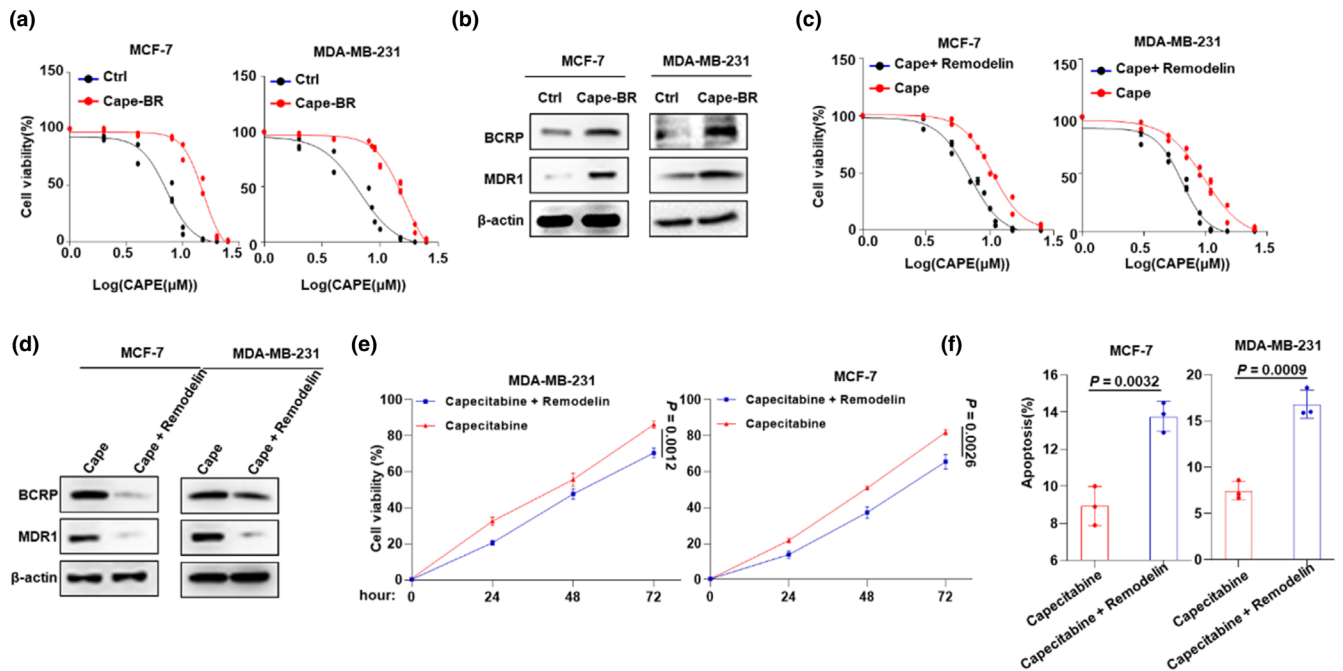 (a)
MCF-7
Ctrl
Cape-BR
Cell viability(%)
150
100
50
0
0.0 0.5 1.0 1.5
Log(CAPE(µM))
MDA-MB-231
Ctrl
Cape-BR
150
100
50
0
0.0 0.5 1.0 1.5
Log(CAPE(µM))
(b)
MCF-7 MDA-MB-231
Ctrl Cape-BR Ctrl Cape-BR
BCRP
MDR1
β-actin
(c)
MCF-7
Cape+ Remodelin
Cape
Cell viability(%)
150
100
50
0
0.0 0.5 1.0 1.5
Log(CAPE(µM))
MDA-MB-231
Cape+ Remodelin
Cape
150
100
50
0
0.0 0.5 1.0 1.5
Log(CAPE(µM))
(d)
MCF-7 MDA-MB-231
Cape Cape + Remodelin Cape Cape + Remodelin
BCRP
MDR1
β-actin
(e)
MDA-MB-231
Capecitabine + Remodelin
Capecitabine
P = 0.0012
Cell viability (%)
100
80
60
40
20
0
hour: 0 24 48 72
MCF-7
Capecitabine + Remodelin
Capecitabine
P = 0.0026
100
80
60
40
20
0
0 24 48 72
(f)
MCF-7
P = 0.0032
Apoptosis(%)
16
14
12
10
8
6
Capecitabine
Capecitabine + Remodelin
MDA-MB-231
P = 0.0009
20
15
10
5
0
Capecitabine
Capecitabine + Remodelin